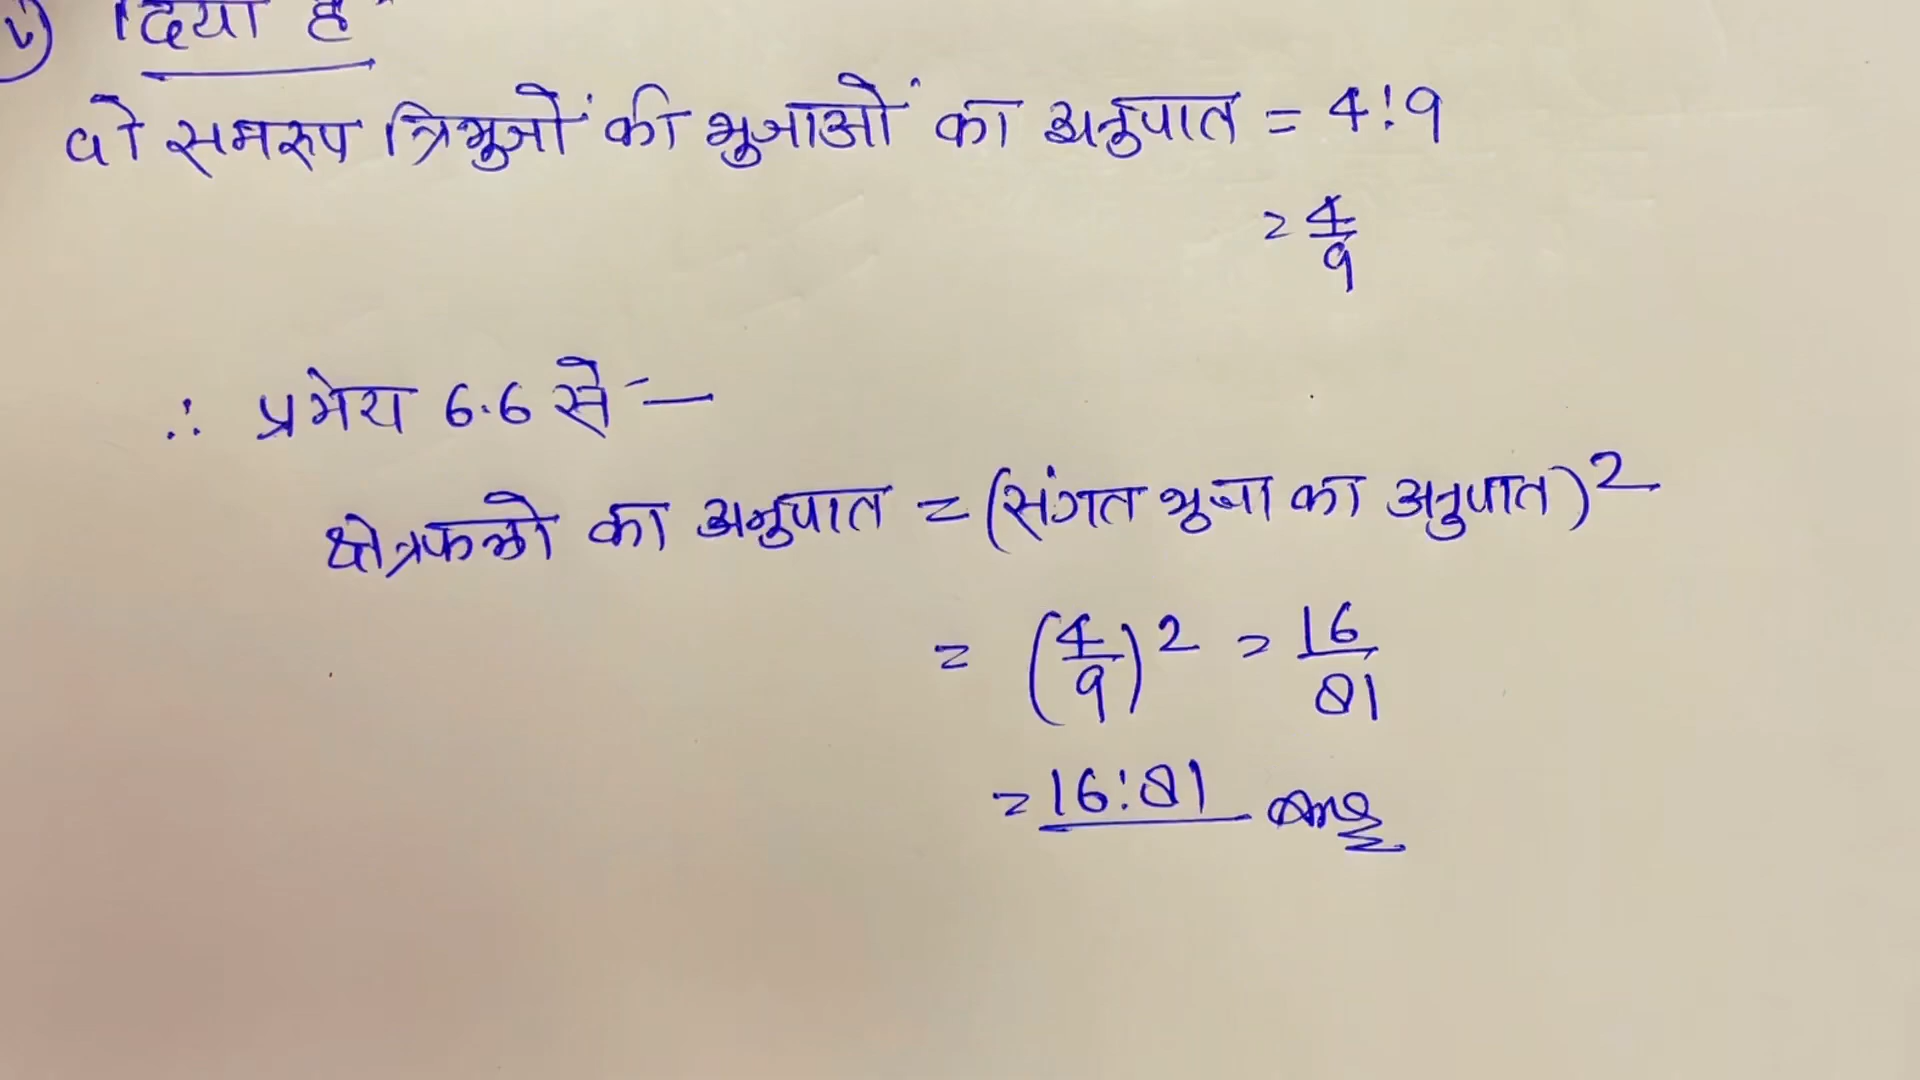 दिया है
दो समरूप त्रिभुजों की भुजाओं का अनुपात = 4:9
= 4/9
∴ प्रमेय 6.6 से :—
क्षेत्रफलो का अनुपात = (संगत भुजा का अनुपात)²
= (4/9)² = 16/81
= 16:81 Ans